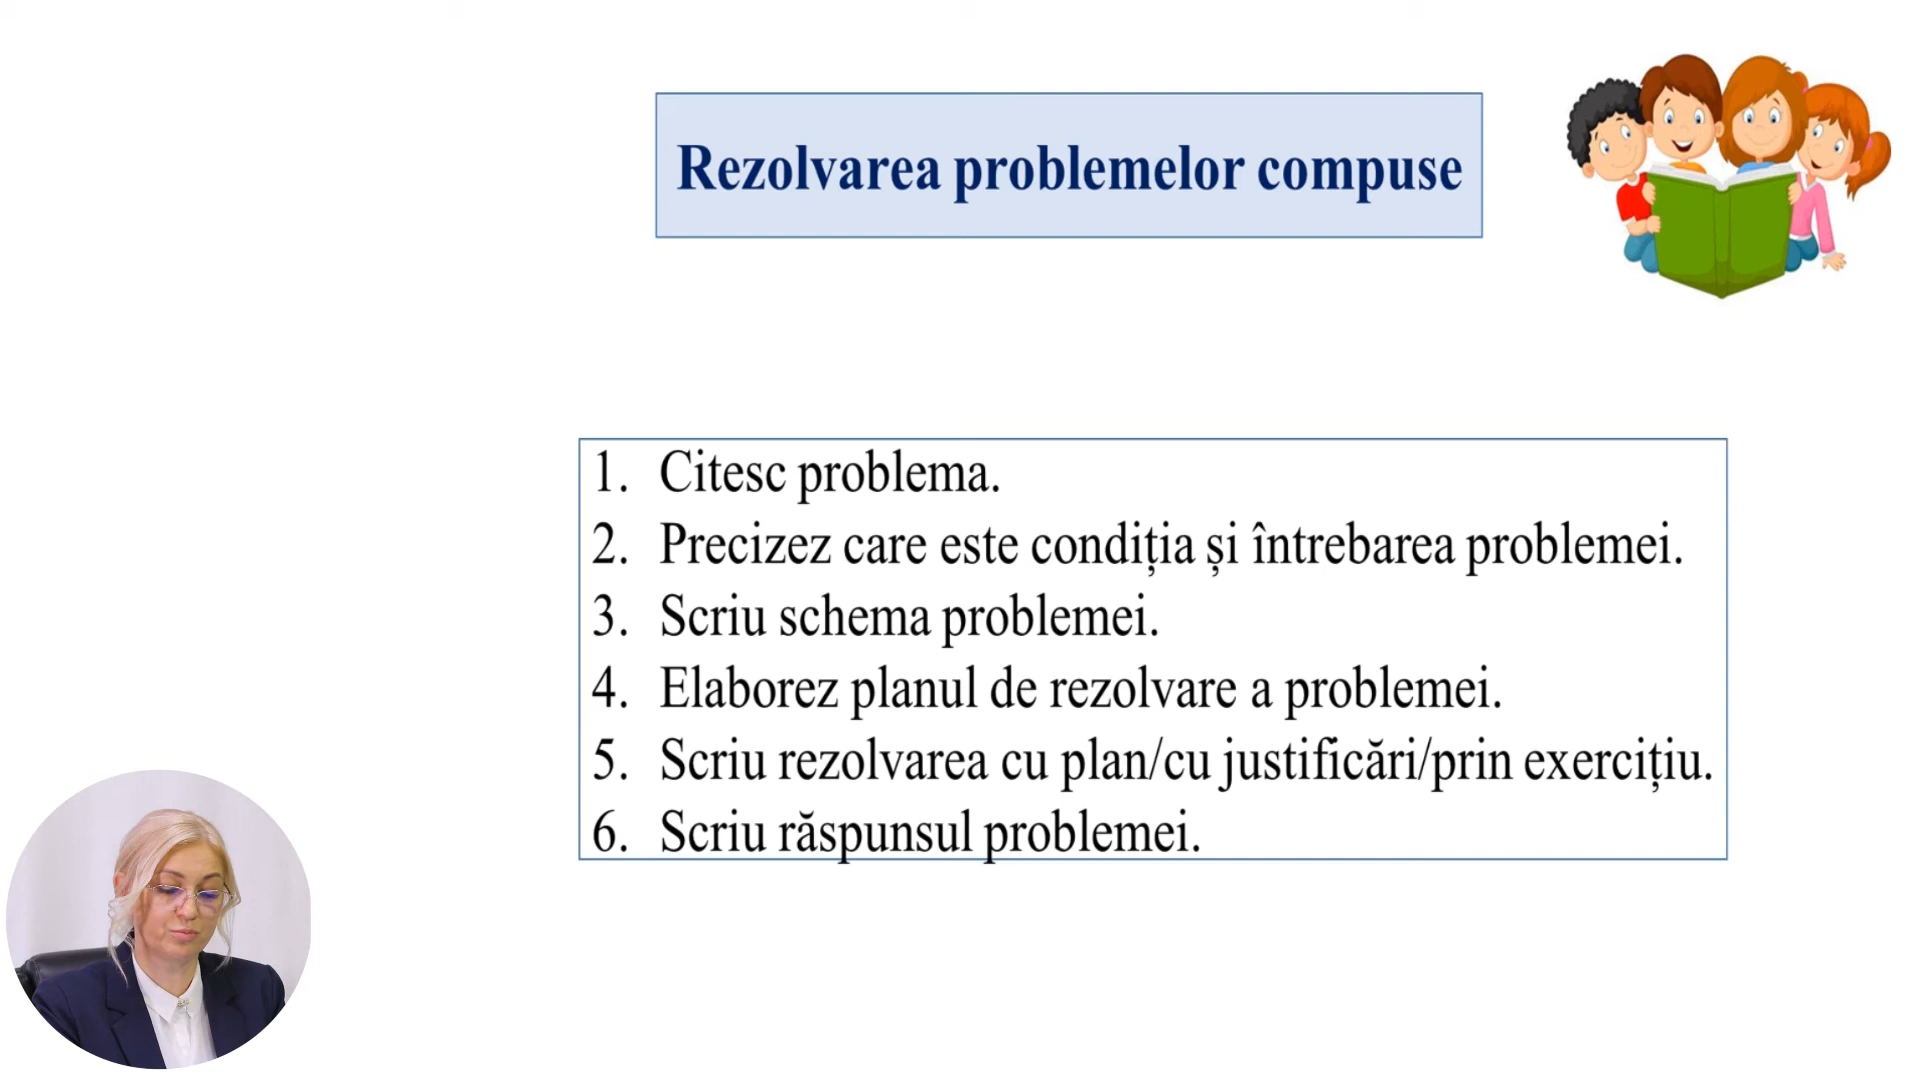 Rezolvarea problemelor compuse
1. Citesc problema.
2. Precizez care este condiția și întrebarea problemei.
3. Scriu schema problemei.
4. Elaborez planul de rezolvare a problemei.
5. Scriu rezolvarea cu plan/cu justificări/prin exercițiu.
6. Scriu răspunsul problemei.